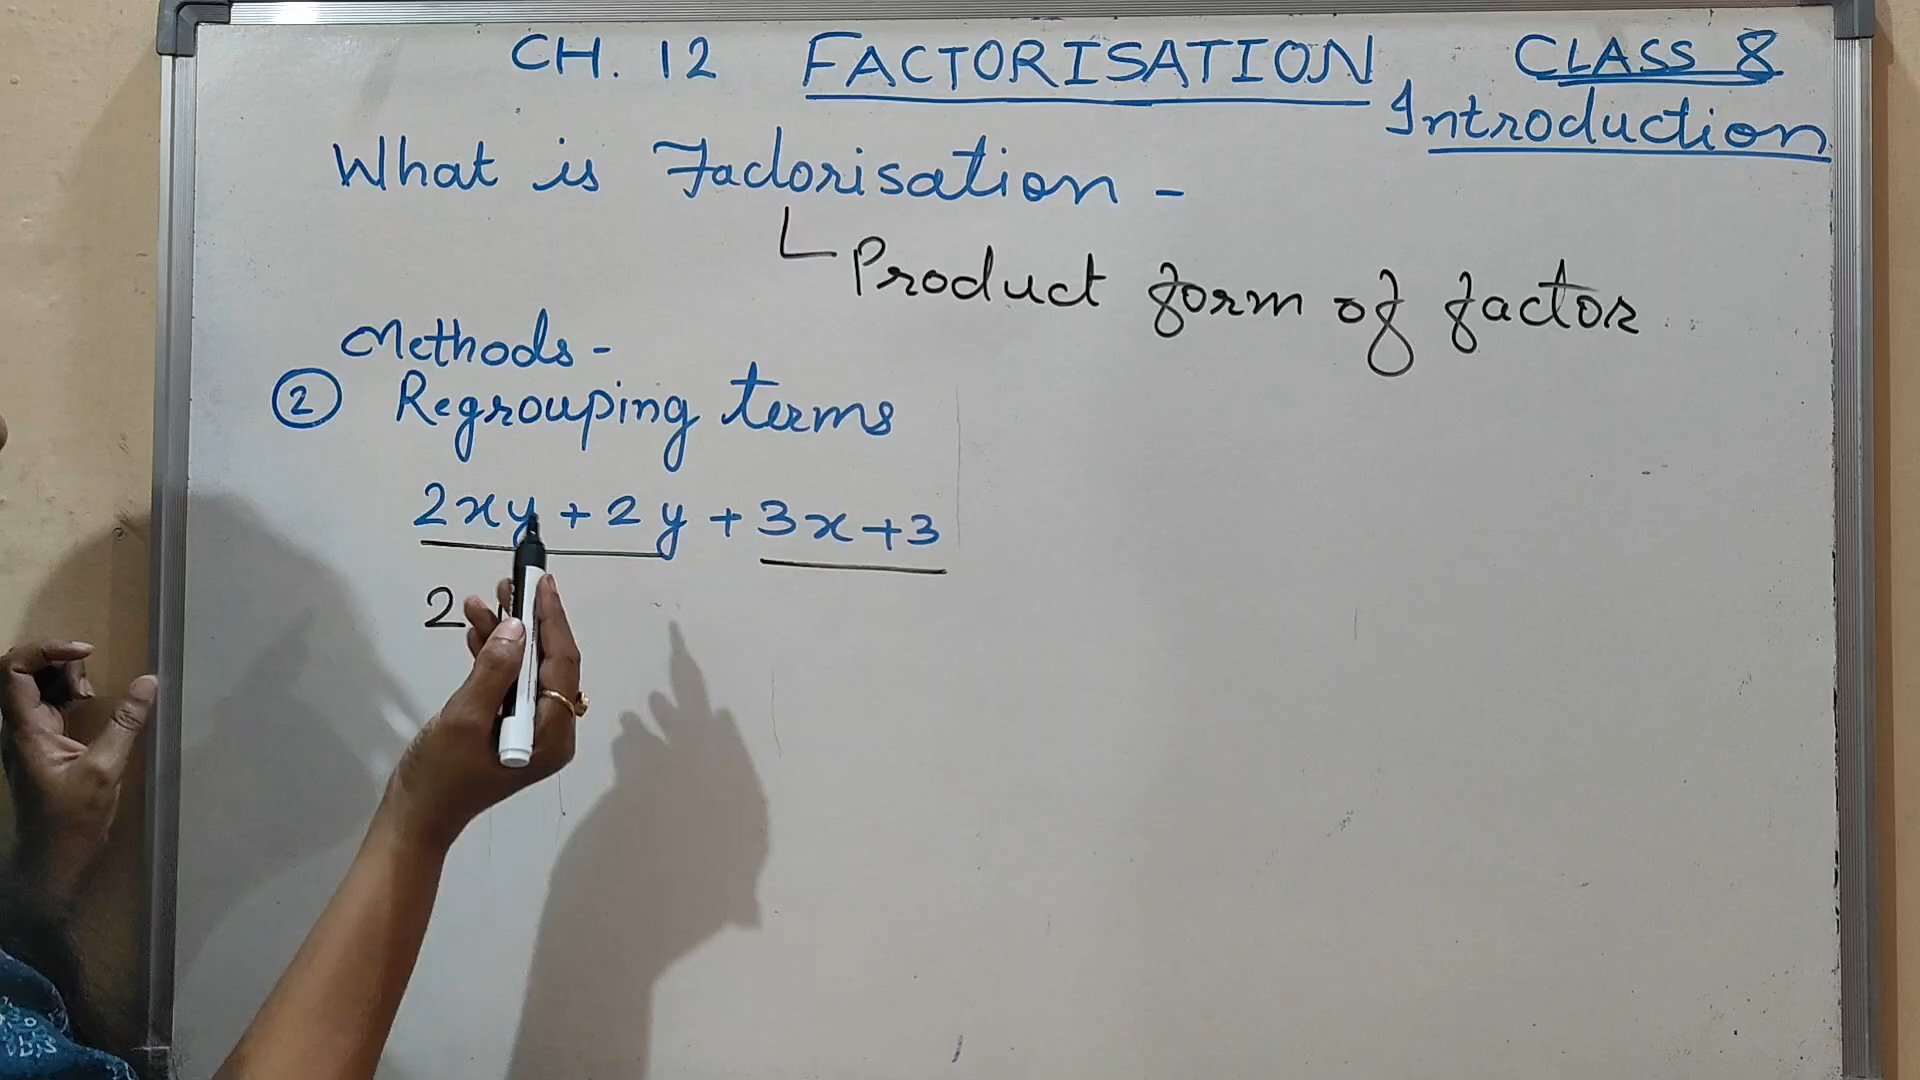 CH. 12 FACTORISATION CLASS 8
Introduction
What is Factorisation -
Product form of factor
Methods -
② Regrouping terms
2xy + 2y + 3x + 3
2